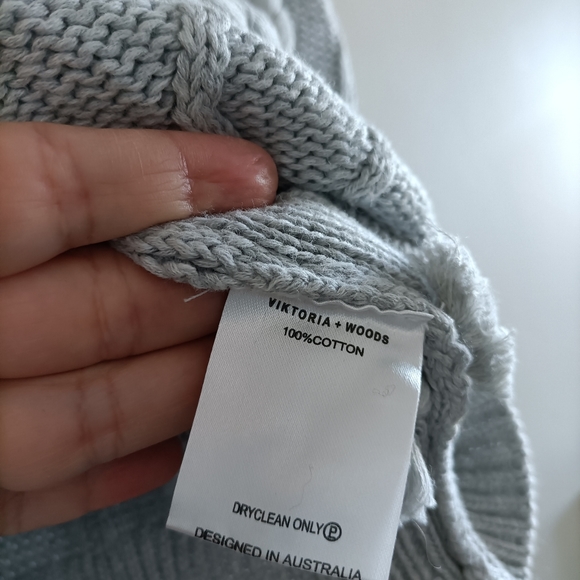 VIKTORIA + WOODS
100%COTTON
DRYCLEAN ONLY Ⓟ
DESIGNED IN AUSTRALIA